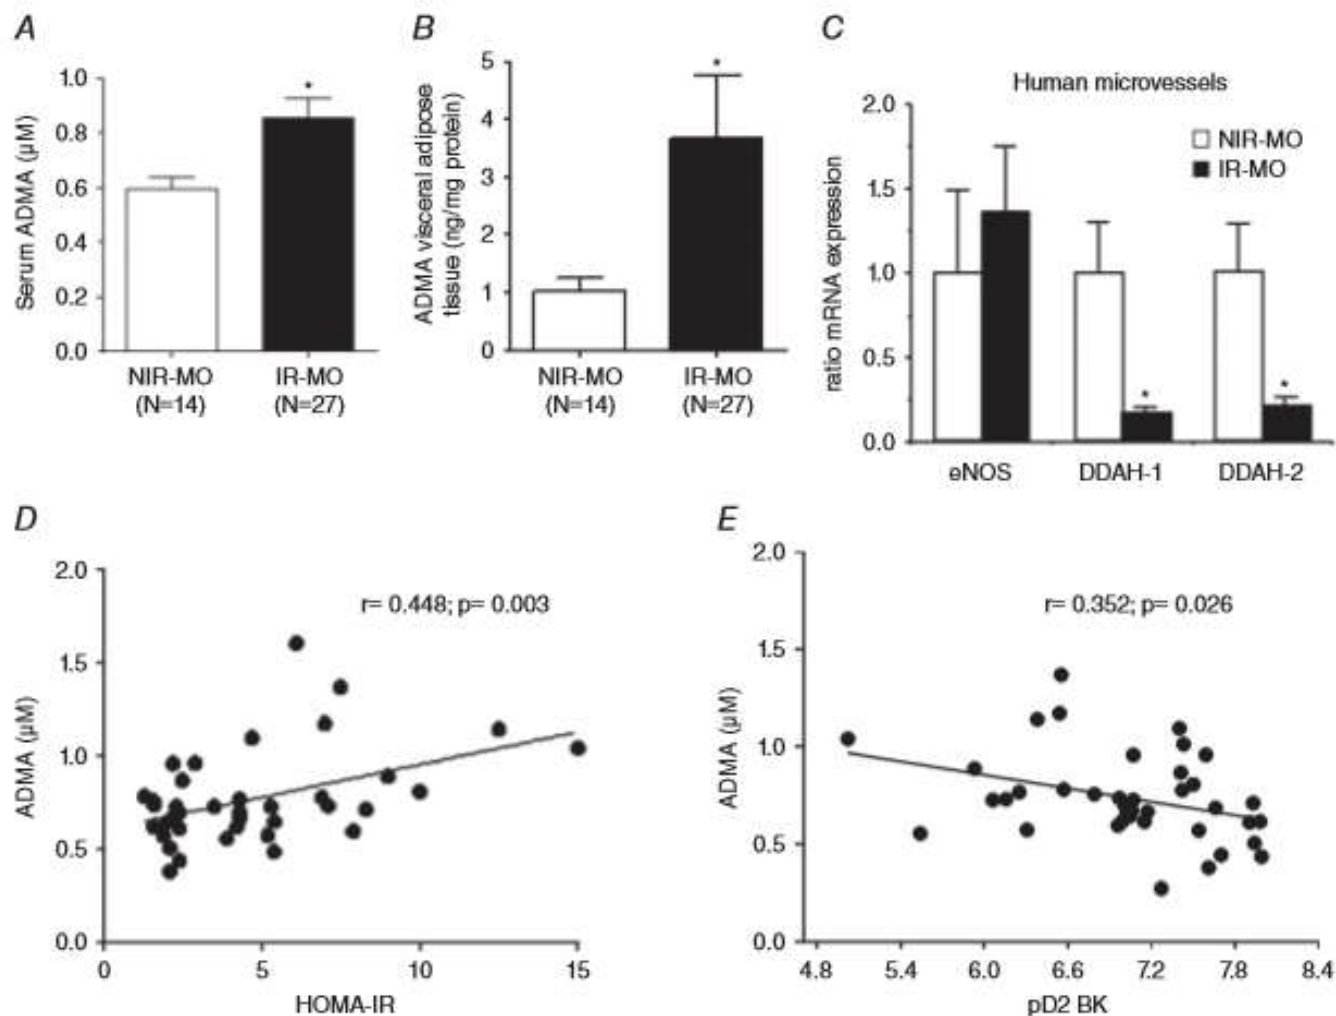 A
Serum ADMA (µM)
1.0
0.8
0.6
0.4
0.2
0.0
*
NIR-MO
(N=14)
IR-MO
(N=27)
B
ADMA visceral adipose
tissue (ng/mg protein)
5
4
3
2
1
0
*
NIR-MO
(N=14)
IR-MO
(N=27)
C
Human microvessels
ratio mRNA expression
2.0
1.5
1.0
0.5
0.0
NIR-MO
IR-MO
*
*
eNOS
DDAH-1
DDAH-2
D
ADMA (µM)
2.0
1.5
1.0
0.5
0.0
r= 0.448; p= 0.003
0
5
10
15
HOMA-IR
E
ADMA (µM)
2.0
1.5
1.0
0.5
0.0
r= 0.352; p= 0.026
4.8
5.4
6.0
6.6
7.2
7.8
8.4
pD2 BK